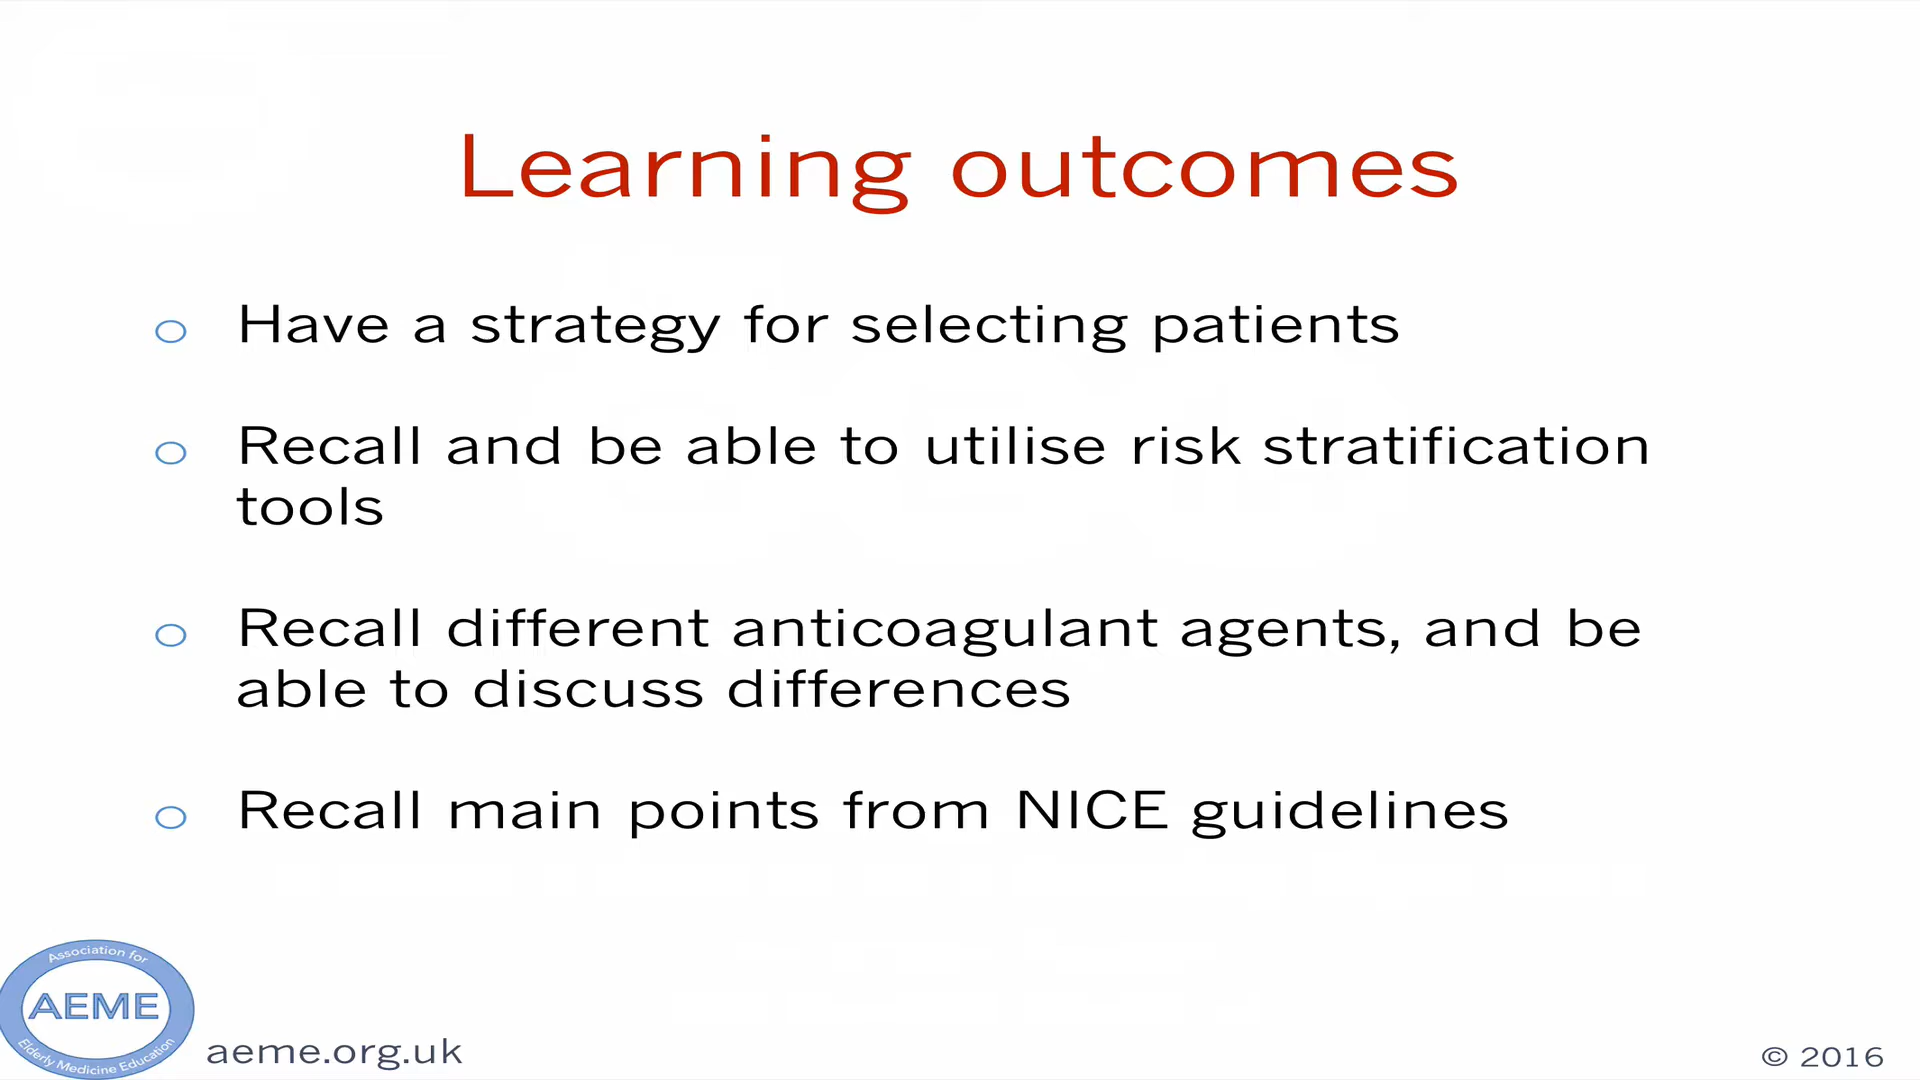 Learning outcomes
Have a strategy for selecting patients
Recall and be able to utilise risk stratification
tools
Recall different anticoagulant agents, and be
able to discuss differences
Recall main points from NICE guidelines
Association for
AEME
Elderly Medicine Education
aeme.org.uk
© 2016